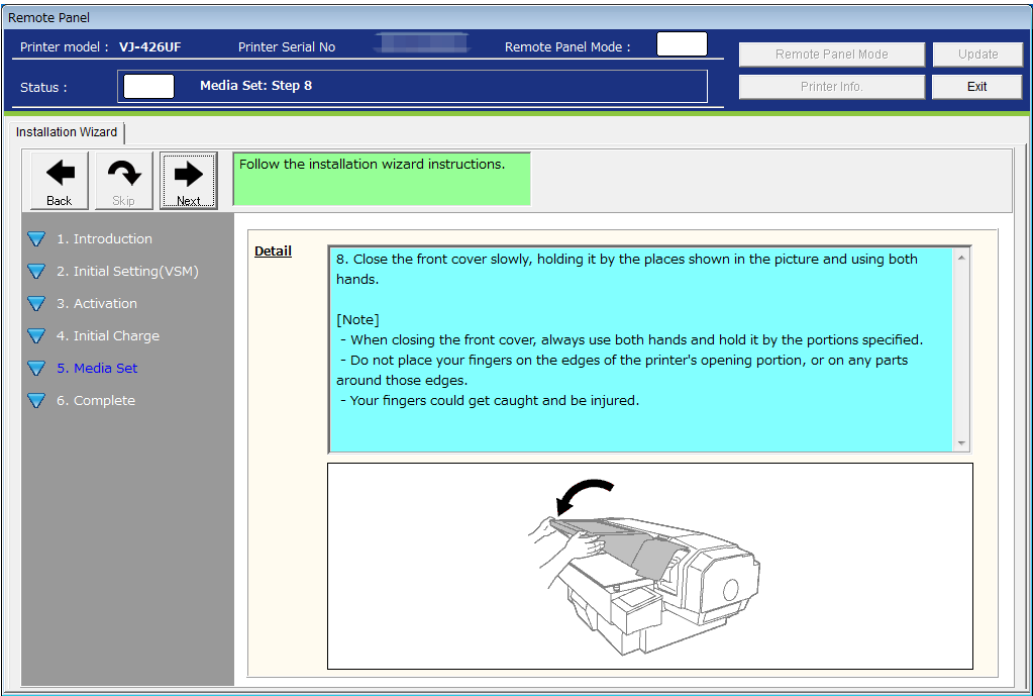 Remote Panel
Printer model : VJ-426UF Printer Serial No Remote Panel Mode :
Remote Panel Mode Update
Status : Media Set: Step 8
Printer Info. Exit
Installation Wizard
Back Skip Next
Follow the installation wizard instructions.
1. Introduction
2. Initial Setting(VSM)
3. Activation
4. Initial Charge
5. Media Set
6. Complete
Detail
8. Close the front cover slowly, holding it by the places shown in the picture and using both
hands.
[Note]
- When closing the front cover, always use both hands and hold it by the portions specified.
- Do not place your fingers on the edges of the printer's opening portion, or on any parts
around those edges.
- Your fingers could get caught and be injured.